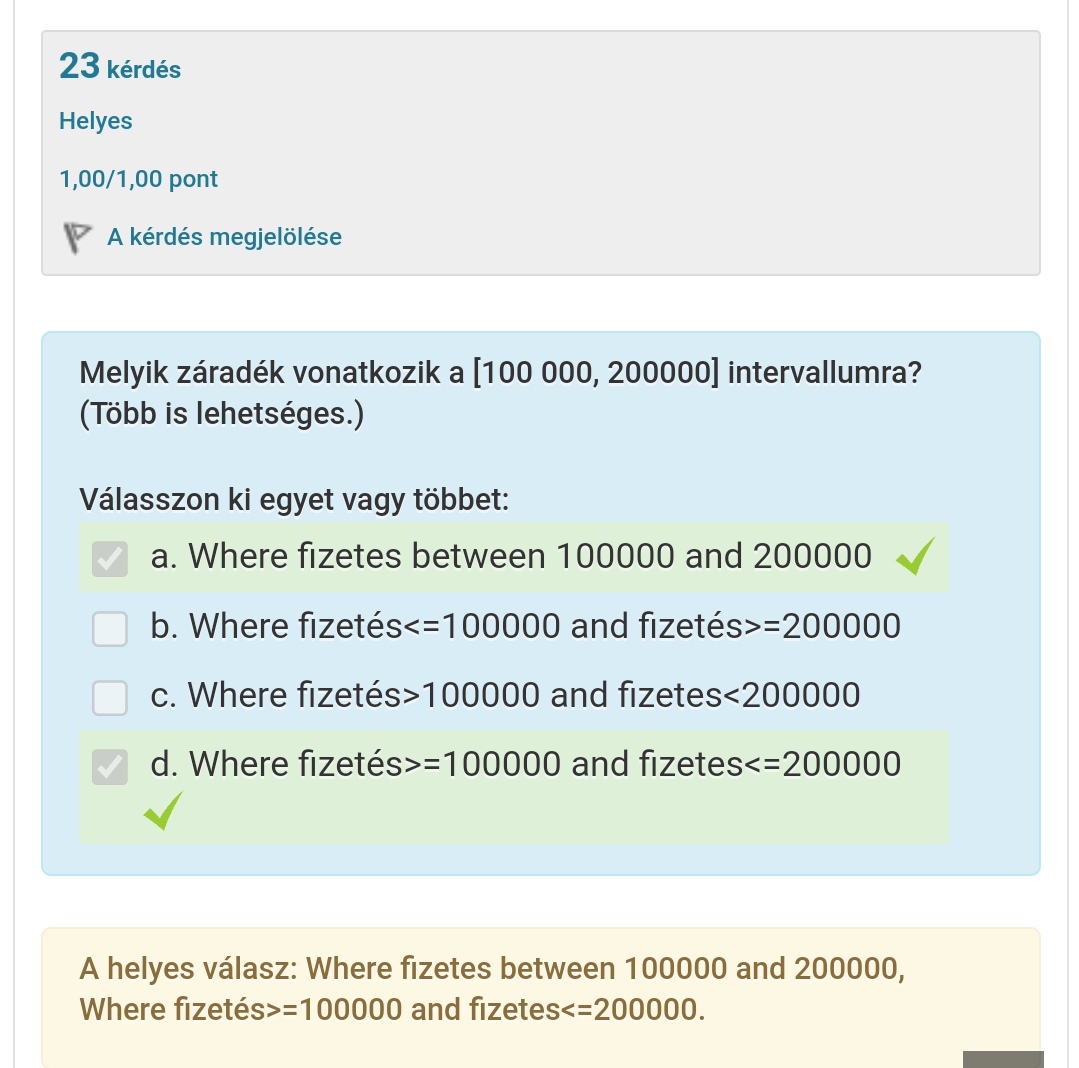 23 kérdés
Helyes
1,00/1,00 pont
A kérdés megjelölése
Melyik záradék vonatkozik a [100 000, 200000] intervallumra?
(Több is lehetséges.)
Válasszon ki egyet vagy többet:
a. Where fizetes between 100000 and 200000
b. Where fizetés<=100000 and fizetés>=200000
c. Where fizetés>100000 and fizetes<200000
d. Where fizetés>=100000 and fizetes<=200000
A helyes válasz: Where fizetes between 100000 and 200000,
Where fizetés>=100000 and fizetes<=200000.